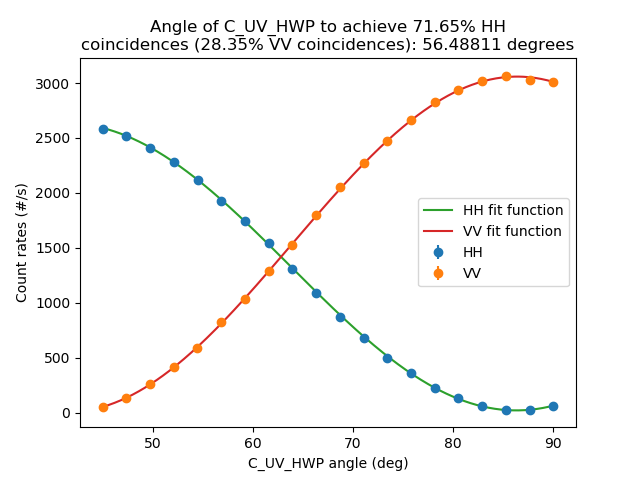 Angle of C_UV_HWP to achieve 71.65% HH
coincidences (28.35% VV coincidences): 56.48811 degrees
Count rates (#/s)
3000
2500
2000
1500
1000
500
0
HH fit function
VV fit function
HH
VV
50
60
70
80
90
C_UV_HWP angle (deg)